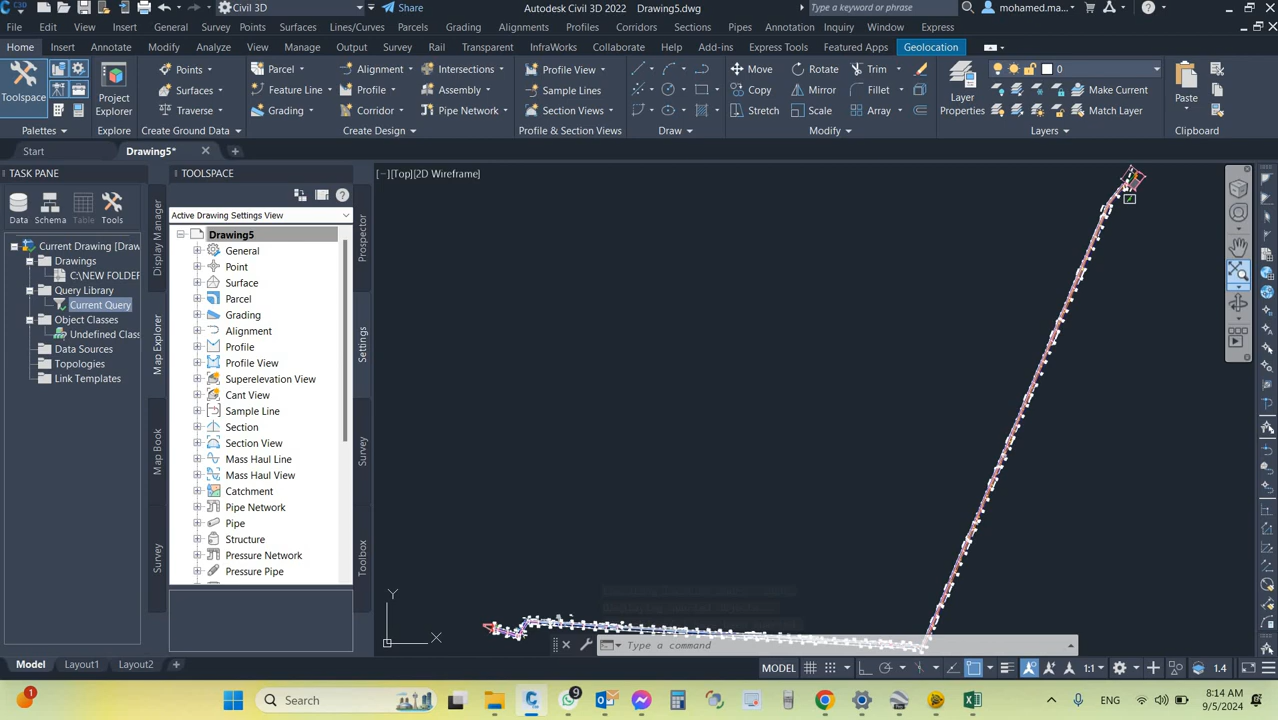 C3D Civil 3D Share Autodesk Civil 3D 2022 Drawing5.dwg Type a keyword or phrase mohamed.ma...
File Edit View Insert General Survey Points Surfaces Lines/Curves Parcels Grading Alignments Profiles Corridors Sections Pipes Annotation Inquiry Window Express
Home Insert Annotate Modify Analyze View Manage Output Survey Rail Transparent InfraWorks Collaborate Help Add-ins Express Tools Featured Apps Geolocation
Points Parcel Alignment Intersections Profile View Move Rotate Trim 0
Toolspace Project Explorer Surfaces Feature Line Profile Assembly Sample Lines Copy Mirror Fillet Layer Properties Make Current Paste
Traverse Grading Corridor Pipe Network Section Views Stretch Scale Array Match Layer
Palettes Explore Create Ground Data Create Design Profile & Section Views Draw Modify Layers Clipboard
Start Drawing5* +
TASK PANE TOOLSPACE [−][Top][2D Wireframe]
Data Schema Table Tools
Active Drawing Settings View
Current Drawing [Draw
Drawings
C:\NEW FOLDER
Query Library
Current Query
Object Classes
Undefined Class
Data Sources
Topologies
Link Templates
Display Manager
Map Explorer
Map Book
Survey
Drawing5
General
Point
Surface
Parcel
Grading
Alignment
Profile
Profile View
Superelevation View
Cant View
Sample Line
Section
Section View
Mass Haul Line
Mass Haul View
Catchment
Pipe Network
Pipe
Structure
Pressure Network
Pressure Pipe
Prospector
Settings
Survey
Toolbox
Y
X
Type a command
Model Layout1 Layout2 + MODEL 1:1 1.4
1 Search 9 8:14 AM
9/5/2024